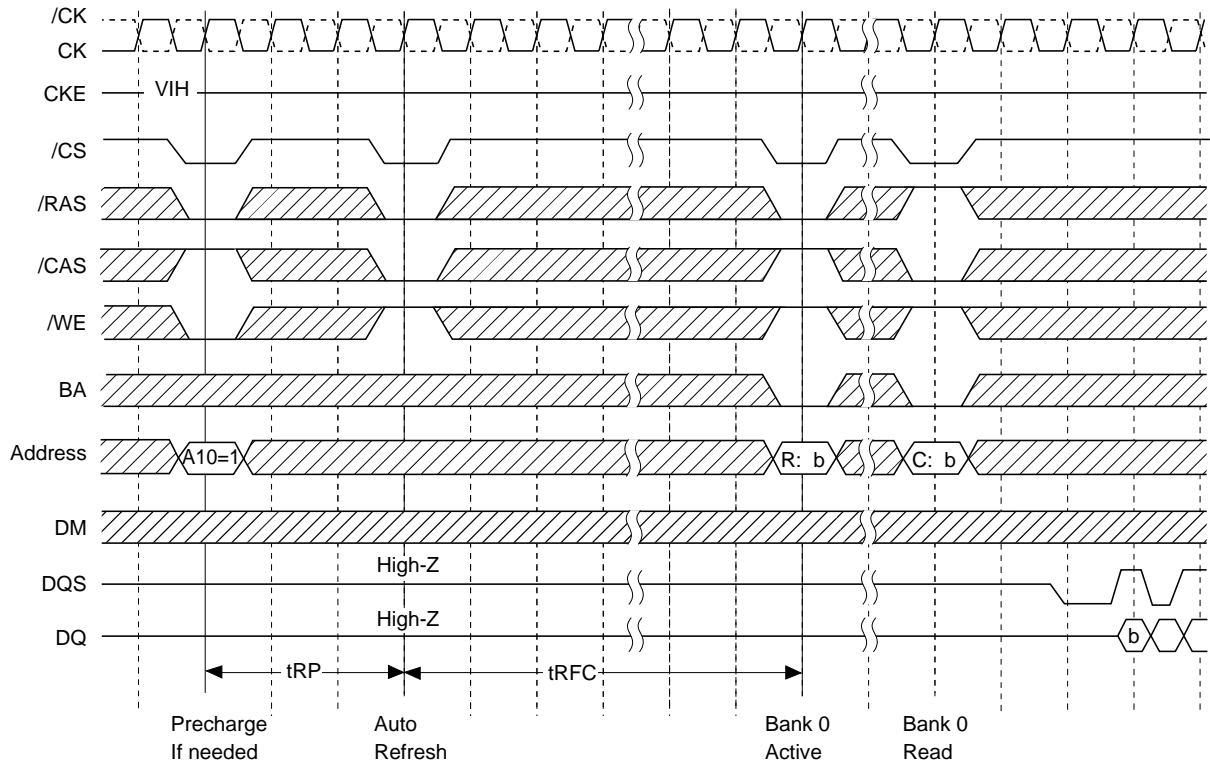 /CK
CK
CKE
VIH
/CS
/RAS
/CAS
/WE
BA
Address
A10=1
R: b
C: b
DM
High-Z
DQS
High-Z
DQ
b
tRP
tRFC
Precharge
If needed
Auto
Refresh
Bank 0
Active
Bank 0
Read